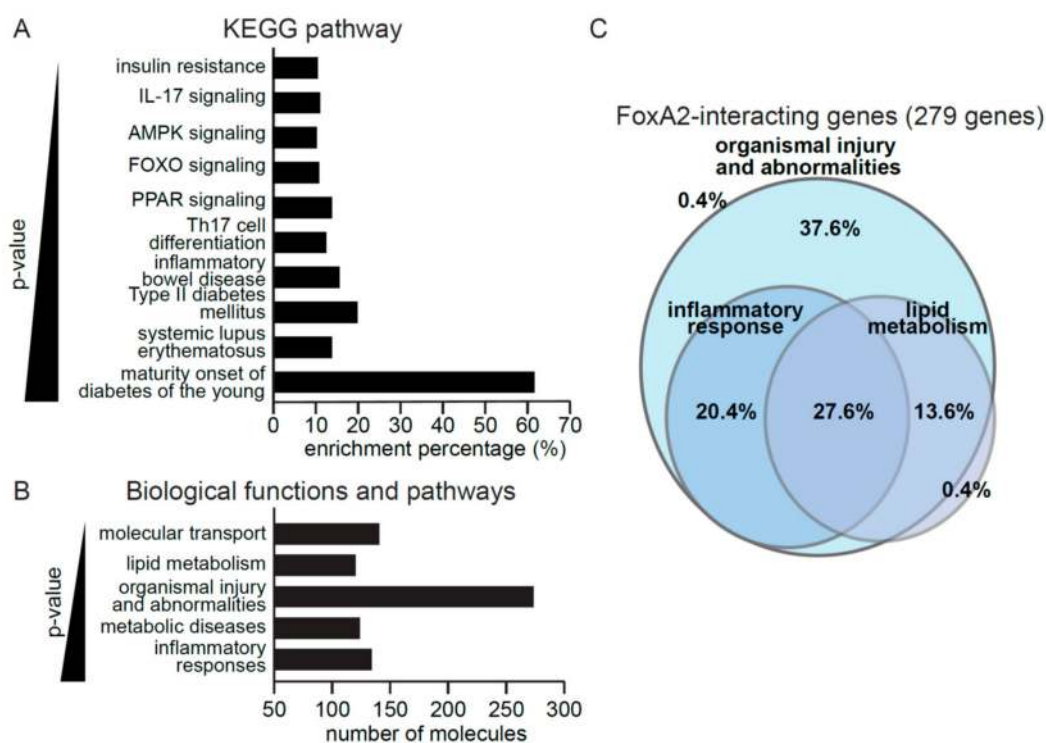 A
KEGG pathway
p-value
insulin resistance
IL-17 signaling
AMPK signaling
FOXO signaling
PPAR signaling
Th17 cell
differentiation
inflammatory
bowel disease
Type II diabetes
mellitus
systemic lupus
erythematosus
maturity onset of
diabetes of the young
0 10 20 30 40 50 60 70
enrichment percentage (%)
B
Biological functions and pathways
p-value
molecular transport
lipid metabolism
organismal injury
and abnormalities
metabolic diseases
inflammatory
responses
50 100 150 200 250 300
number of molecules
C
FoxA2-interacting genes (279 genes)
organismal injury
and abnormalities
0.4%
37.6%
inflammatory
response
lipid
metabolism
20.4%
27.6%
13.6%
0.4%